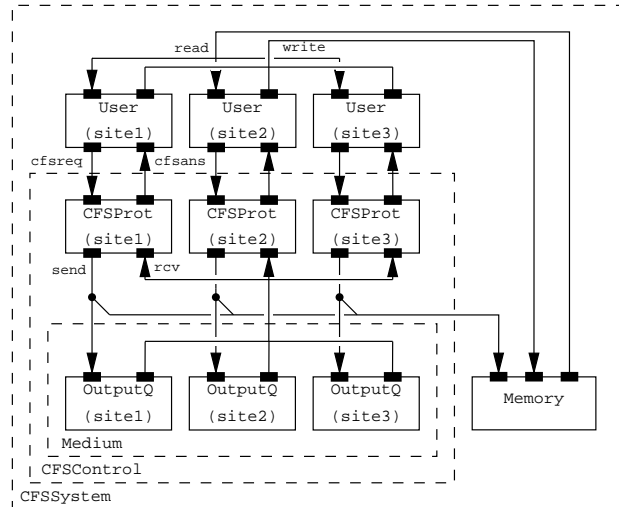 read
write
User
(site1)
User
(site2)
User
(site3)
cfsreq
cfsans
CFSProt
(site1)
CFSProt
(site2)
CFSProt
(site3)
send
rcv
OutputQ
(site1)
OutputQ
(site2)
OutputQ
(site3)
Memory
Medium
CFSControl
CFSSystem